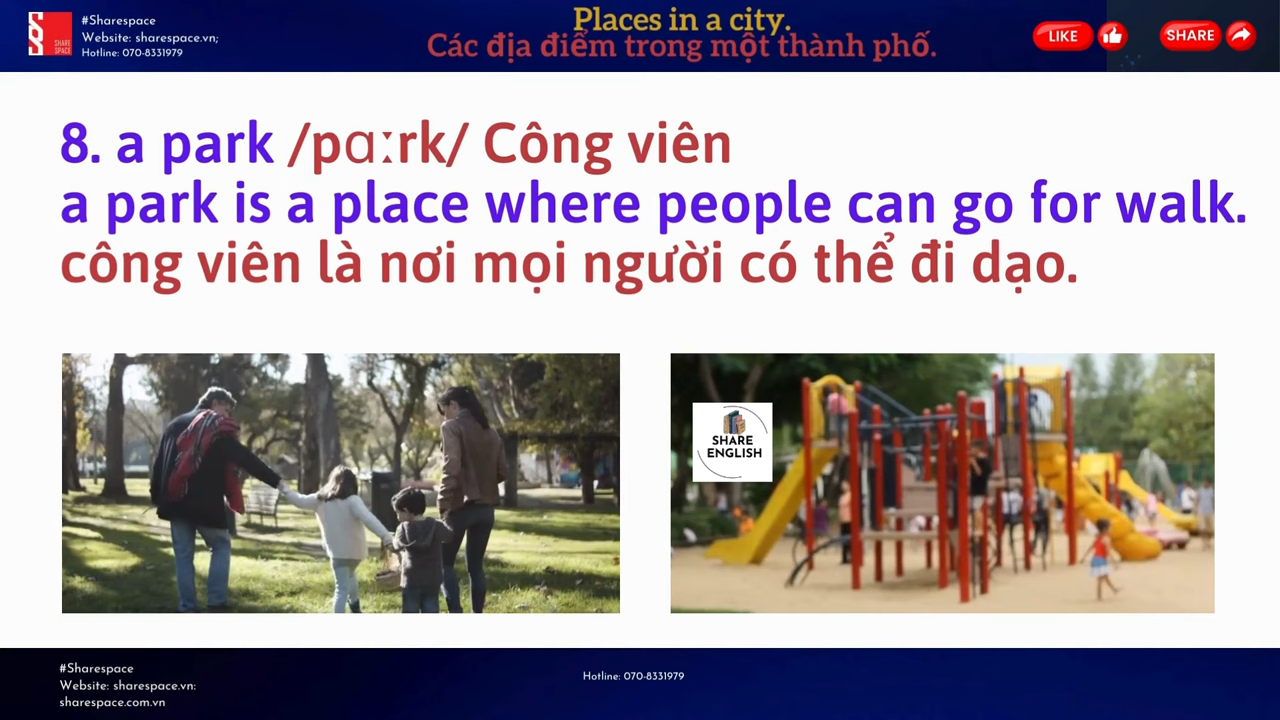 SHARE
SPACE
#Sharespace
Website: sharespace.vn;
Hotline: 070-8331979
Places in a city.
Các địa điểm trong một thành phố.
LIKE
SHARE
8. a park /pɑːrk/ Công viên
a park is a place where people can go for walk.
công viên là nơi mọi người có thể đi dạo.
SHARE
ENGLISH
#Sharespace
Website: sharespace.vn:
sharespace.com.vn
Hotline: 070-8331979